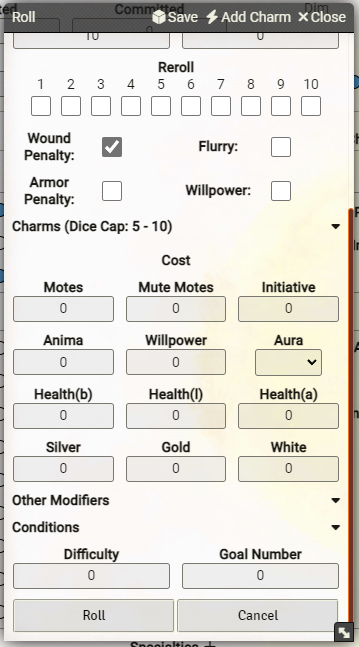 Committed
Dim
Roll Save Add Charm Close
10 0
Reroll
1 2 3 4 5 6 7 8 9 10
Wound Penalty: Flurry:
Armor Penalty: Willpower:
Charms (Dice Cap: 5 - 10)
Cost
Motes Mute Motes Initiative
0 0 0
Anima Willpower Aura
0 0
Health(b) Health(l) Health(a)
0 0 0
Silver Gold White
0 0 0
Other Modifiers
Conditions
Difficulty Goal Number
0 0
Roll Cancel